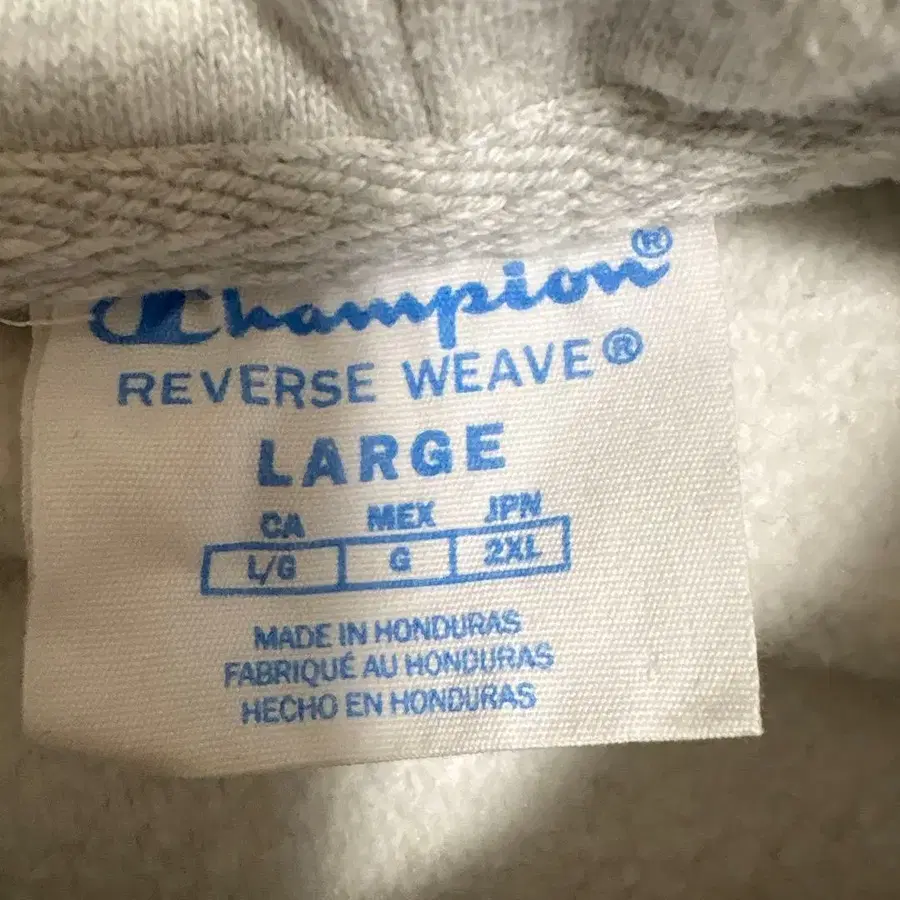 Champion®
REVERSE WEAVE®
LARGE
CA MEX JPN
L/G G 2XL
MADE IN HONDURAS
FABRIQUÉ AU HONDURAS
HECHO EN HONDURAS